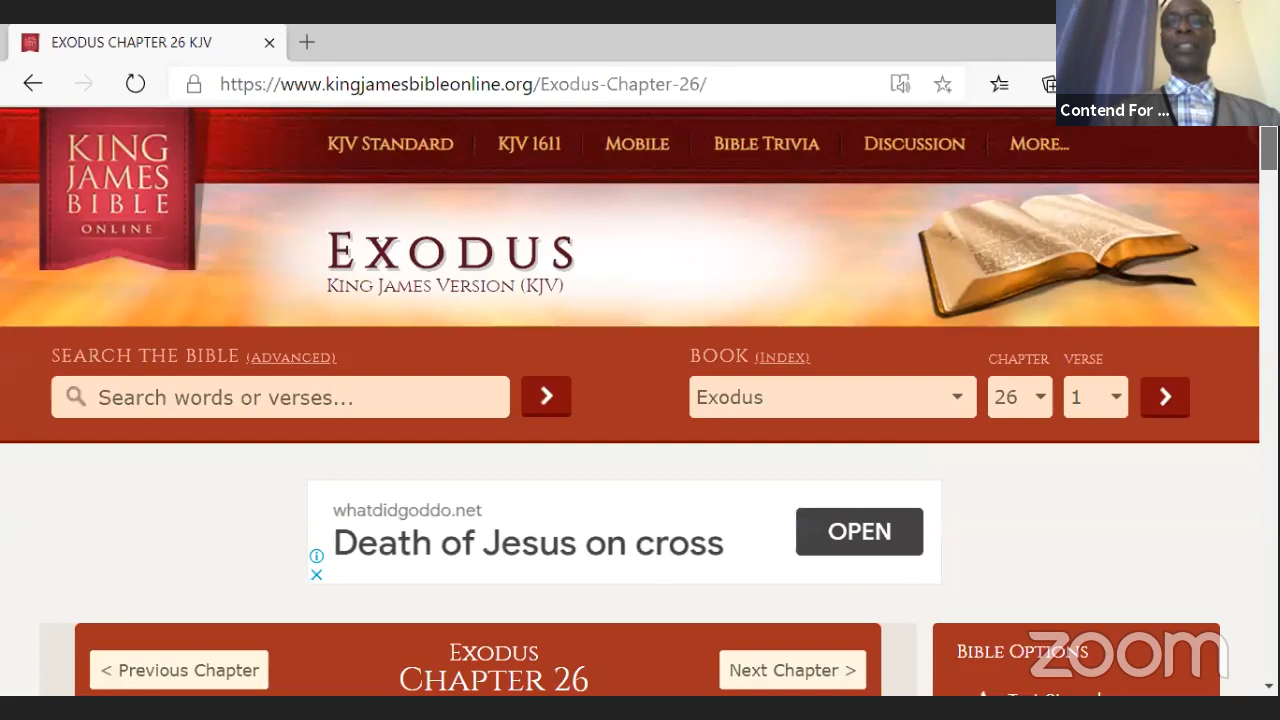 EXODUS CHAPTER 26 KJV
https://www.kingjamesbibleonline.org/Exodus-Chapter-26/
Contend For ...
KING
JAMES
BIBLE
ONLINE
KJV STANDARD
KJV 1611
MOBILE
BIBLE TRIVIA
DISCUSSION
MORE...
EXODUS
KING JAMES VERSION (KJV)
SEARCH THE BIBLE (ADVANCED)
BOOK (INDEX)
CHAPTER
VERSE
Search words or verses...
Exodus
26
1
whatdidgoddo.net
Death of Jesus on cross
OPEN
< Previous Chapter
EXODUS
CHAPTER 26
Next Chapter >
BIBLE OPTIONS
zoom